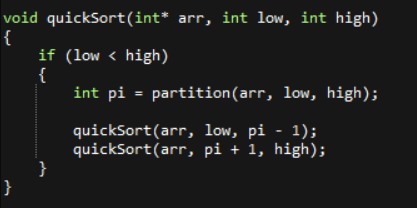 void quickSort(int* arr, int low, int high)
{
    if (low < high)
    {
        int pi = partition(arr, low, high);

        quickSort(arr, low, pi - 1);
        quickSort(arr, pi + 1, high);
    }
}